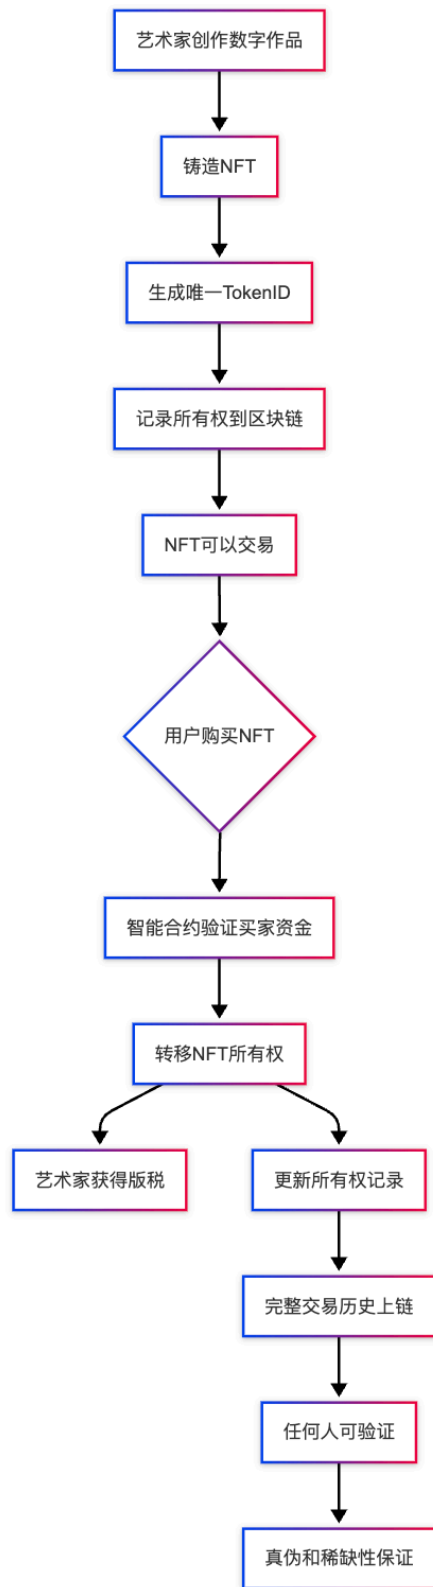 艺术家创作数字作品
铸造NFT
生成唯一TokenID
记录所有权到区块链
NFT可以交易
用户购买NFT
智能合约验证买家资金
转移NFT所有权
艺术家获得版税
更新所有权记录
完整交易历史上链
任何人可验证
真伪和稀缺性保证